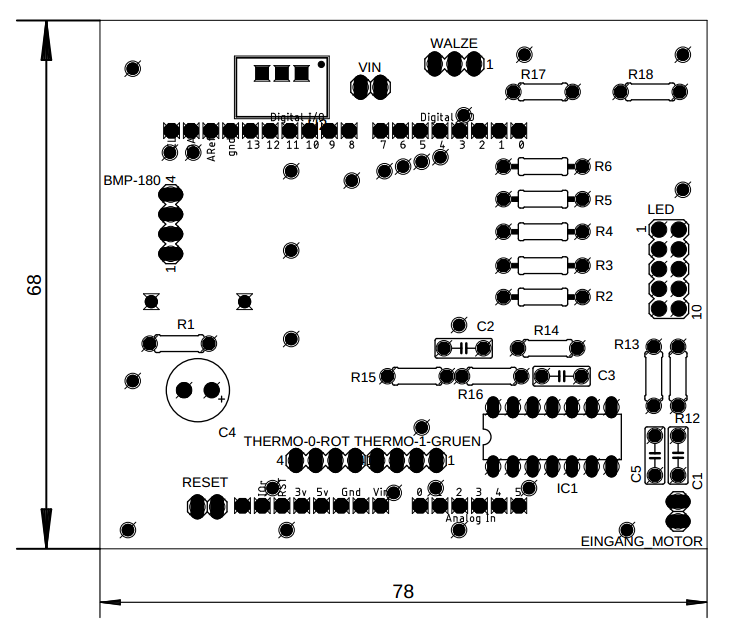 WALZE
1
VIN
R17
R18
Digital I/O
Digital I/O
ARef
gnd
13
12
11
10
9
8
7
6
5
4
3
2
1
0
BMP-180
4
1
R6
R5
R4
R3
R2
LED
1
10
68
R1
C2
R14
R13
R15
R16
C3
R12
C4
+
THERMO-0-ROT THERMO-1-GRUEN
4
1
IC1
C5
C1
RESET
RST
3v
5v
Gnd
Vin
0
2
3
4
5
Analog In
EINGANG_MOTOR
78